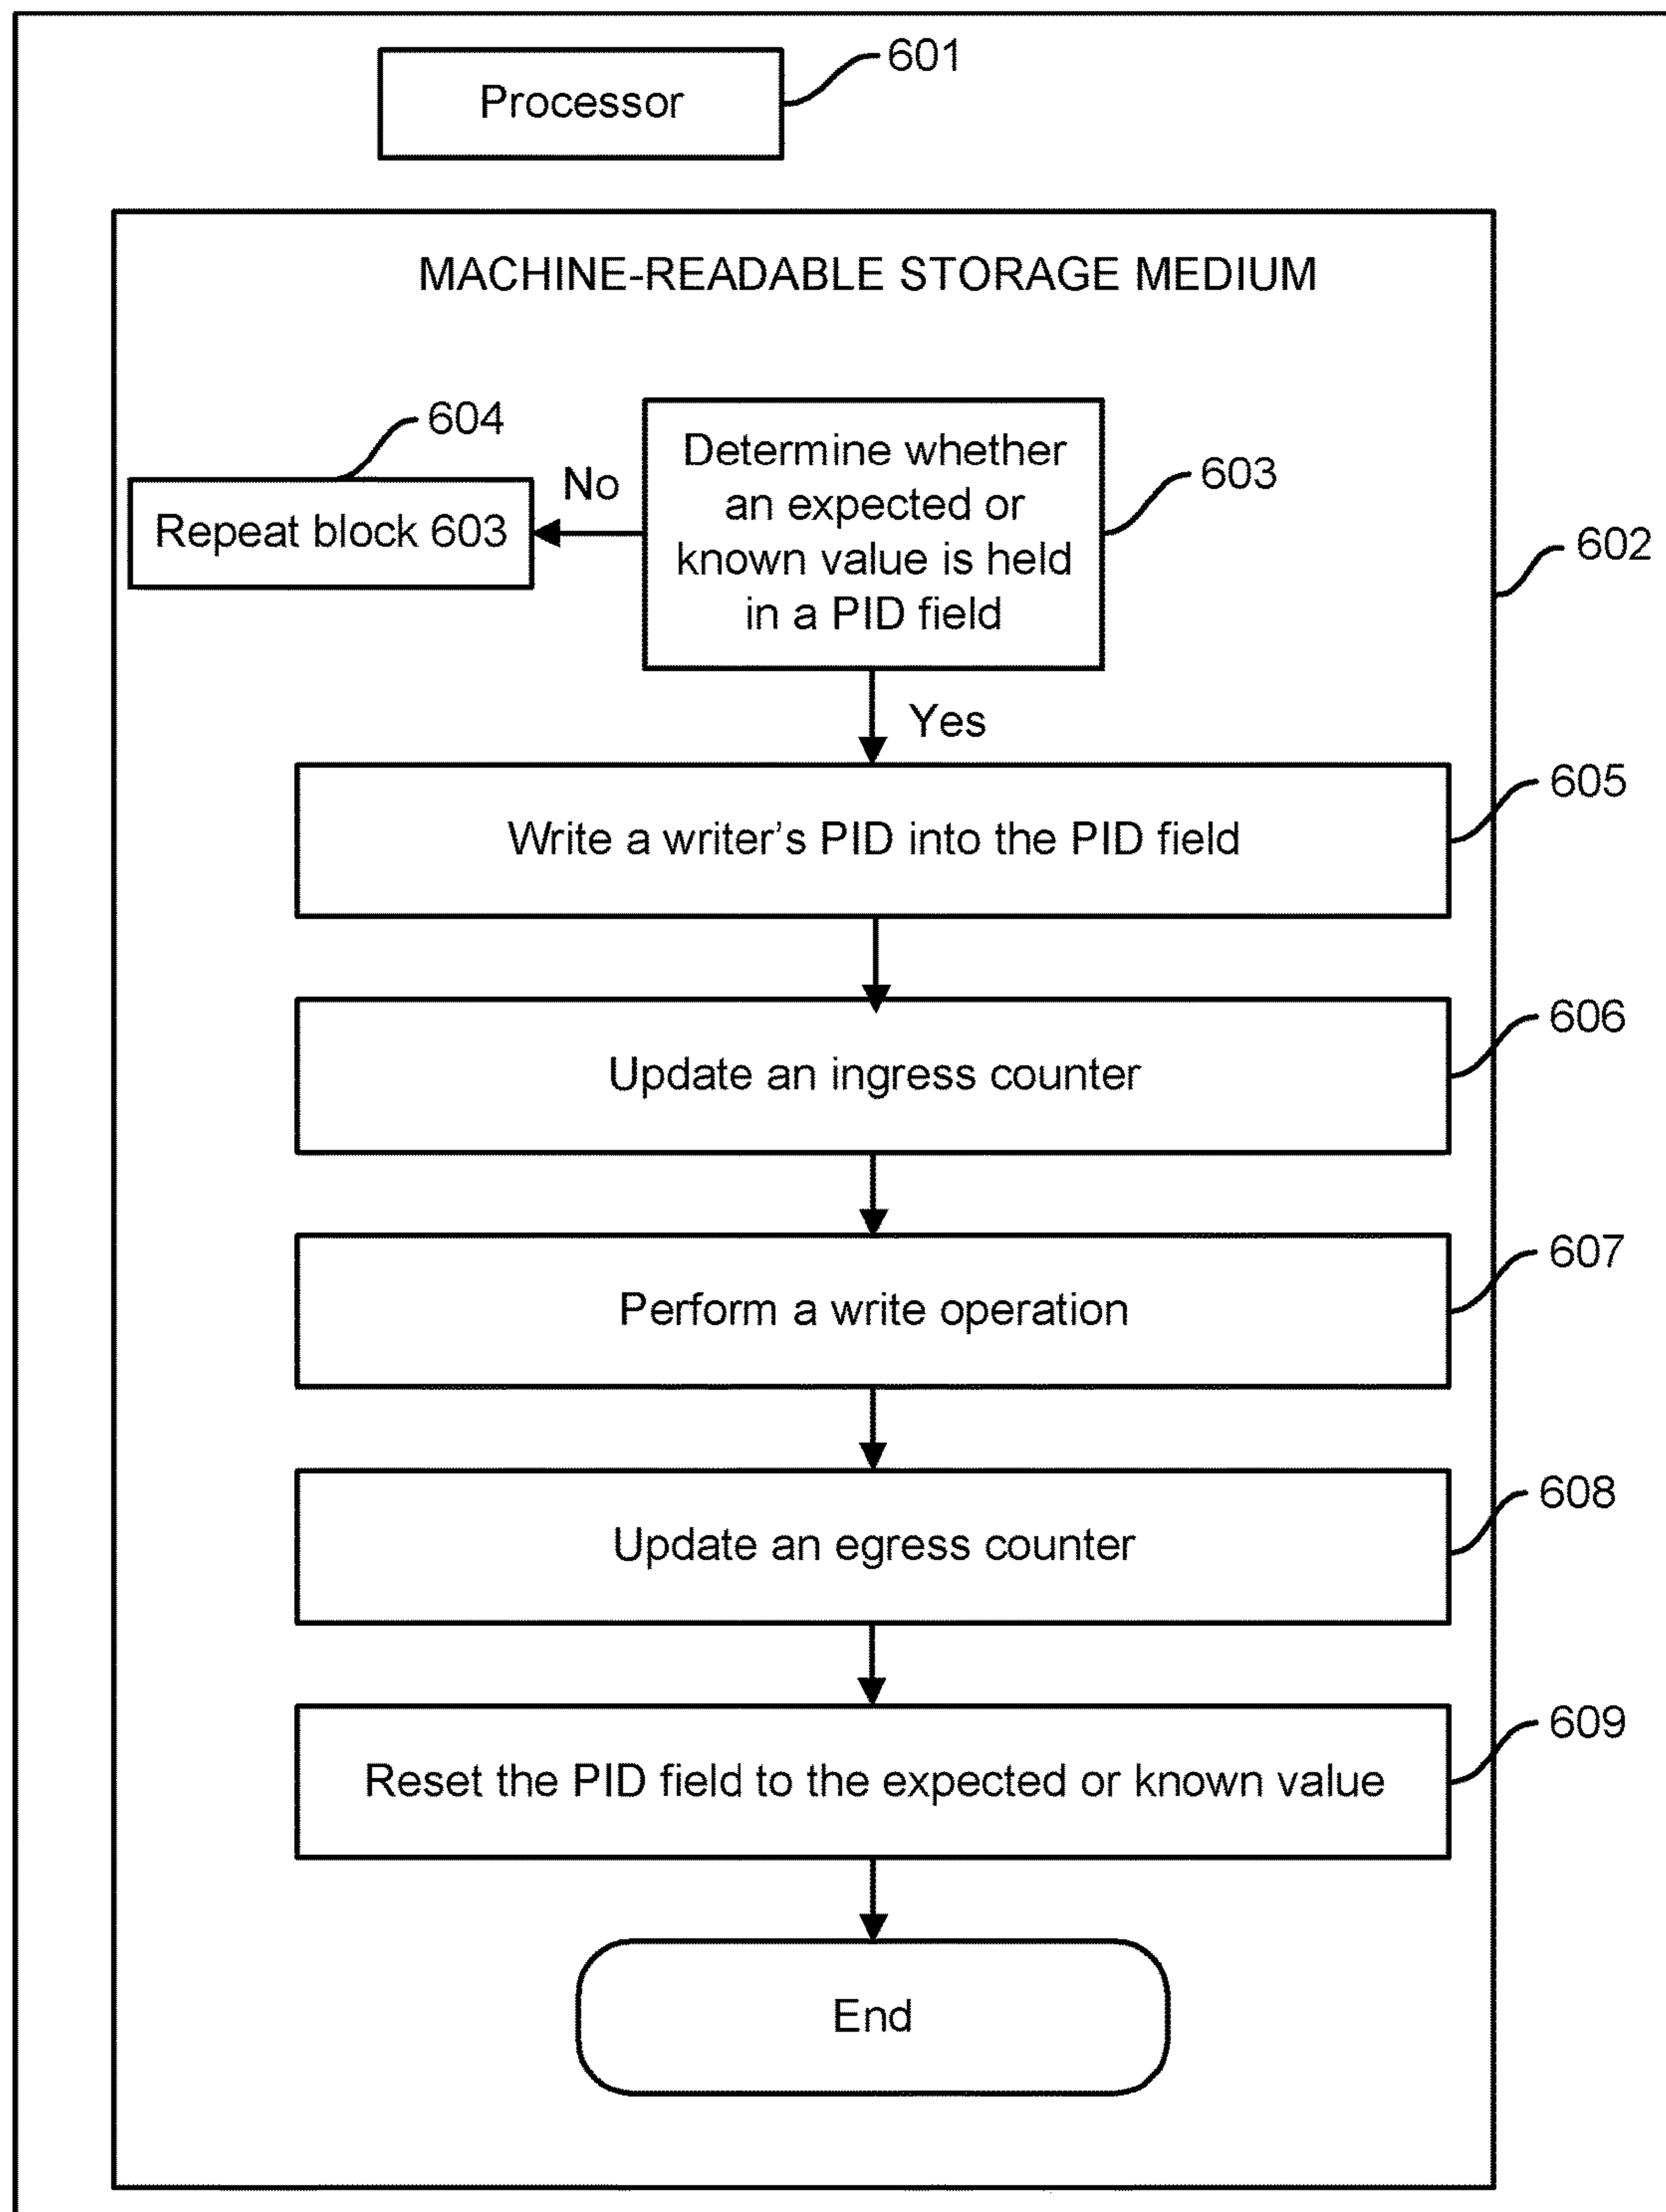 601
Processor
MACHINE-READABLE STORAGE MEDIUM
604
No
Repeat block 603
Determine whether
an expected or
known value is held
in a PID field
603
602
Yes
605
Write a writer's PID into the PID field
606
Update an ingress counter
607
Perform a write operation
608
Update an egress counter
609
Reset the PID field to the expected or known value
End